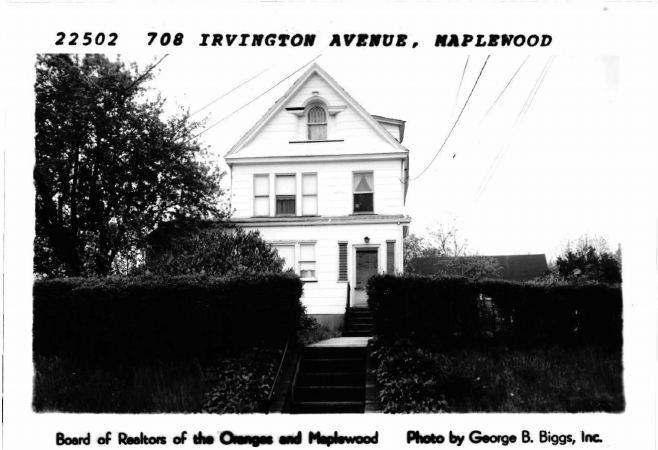 22502 708 IRVINGTON AVENUE, MAPLEWOOD
Board of Realtors of the Oranges and Maplewood Photo by George B. Biggs, Inc.